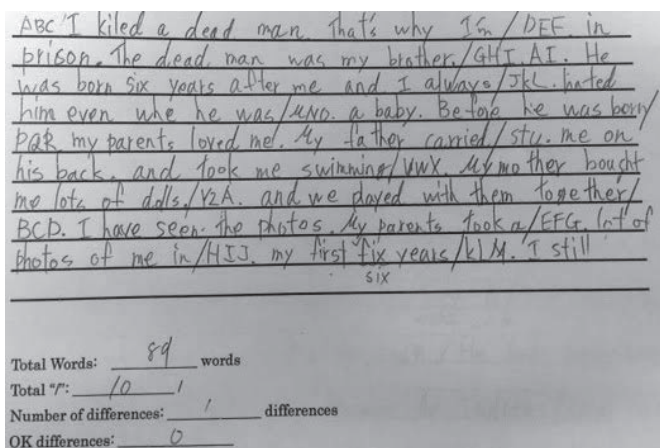 ABC I kiled a dead man. That's why I'm / DEF. in
prison. The dead. man was my brother./GHI. AI. He
was born six years after me and I always/JKL. hated
him even whe he was/MNO. a baby. Before he was born/
PQR my parents loved me. My father carried/STU. me on
his back. and took me swimming/VWX. My mother bought
me lots of dolls./YZA. and we played with them together/
BCD. I have seen. the photos. My parents took a/EFG. lot of
photos of me in/HIJ. my first fix years/KLM. I still
six
Total Words: 89 words
Total "/": 10 1
Number of differences: 1 differences
OK differences: 0